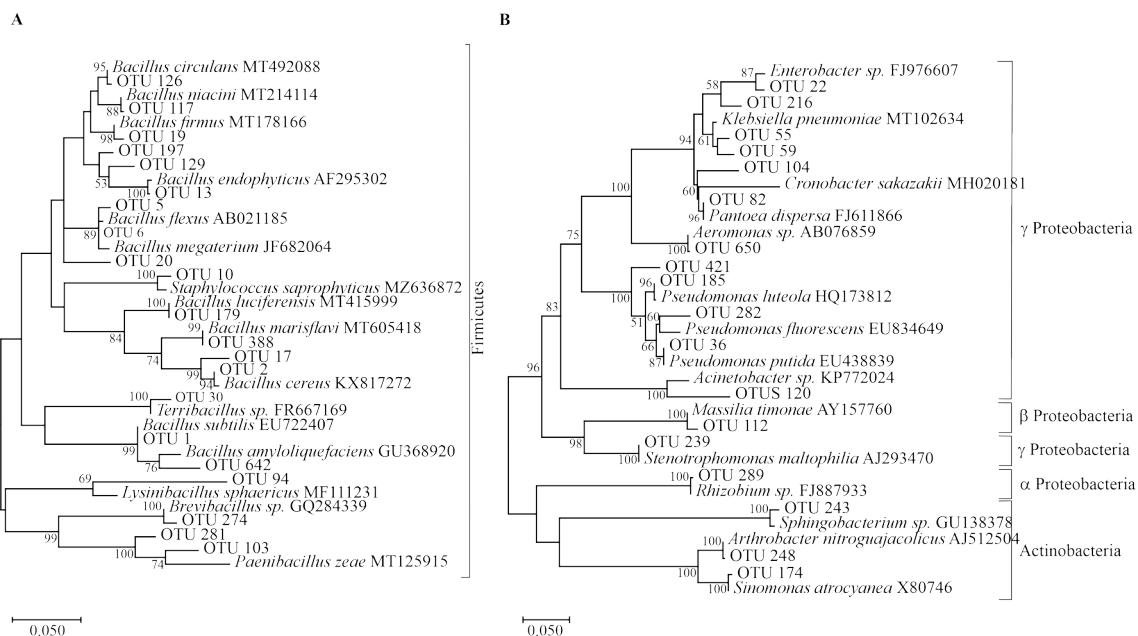 A
95 Bacillus circulans MT492088
OTU 126
Bacillus niacini MT214114
88 OTU 117
Bacillus firmus MT178166
98 OTU 19
OTU 197
OTU 129
53 Bacillus endophyticus AF295302
100 OTU 13
OTU 5
Bacillus flexus AB021185
89 OTU 6
Bacillus megaterium JF682064
OTU 20
100 OTU 10
Staphylococcus saprophyticus MZ636872
100 Bacillus luciferensis MT415999
OTU 179
99 Bacillus marisflavi MT605418
84 OTU 388
74 OTU 17
99 OTU 2
94 Bacillus cereus KX817272
100 OTU 30
Terribacillus sp. FR667169
Bacillus subtilis EU722407
OTU 1
99 Bacillus amyloliquefaciens GU368920
76 OTU 642
69 OTU 94
Lysinibacillus sphaericus MF111231
100 Brevibacillus sp. GQ284339
OTU 274
99 OTU 281
100 OTU 103
74 Paenibacillus zeae MT125915
Firmicutes
0.050
B
87 Enterobacter sp. FJ976607
58 OTU 22
OTU 216
Klebsiella pneumoniae MT102634
94 61 OTU 55
OTU 59
OTU 104
100 60 Cronobacter sakazakii MH020181
OTU 82
96 Pantoea dispersa FJ611866
Aeromonas sp. AB076859
75 100 OTU 650
OTU 421
96 OTU 185
100 Pseudomonas luteola HQ173812
83 51 60 OTU 282
Pseudomonas fluorescens EU834649
66 OTU 36
87 Pseudomonas putida EU438839
96 Acinetobacter sp. KP772024
100 OTUS 120
100 Massilia timonae AY157760
OTU 112
98 OTU 239
100 Stenotrophomonas maltophilia AJ293470
100 OTU 289
Rhizobium sp. FJ887933
100 OTU 243
Sphingobacterium sp. GU138378
100 Arthrobacter nitroguajacolicus AJ512504
OTU 248
100 OTU 174
100 Sinomonas atrocyanea X80746
γ Proteobacteria
β Proteobacteria
γ Proteobacteria
α Proteobacteria
Actinobacteria
0.050